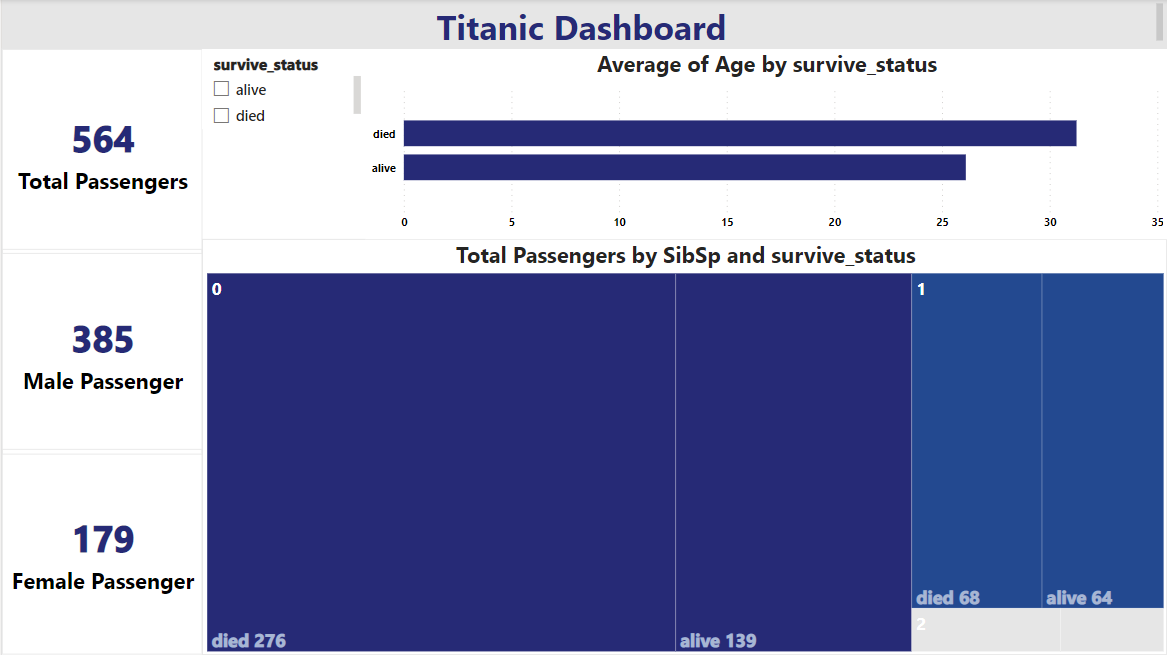 Titanic Dashboard
564
Total Passengers
385
Male Passenger
179
Female Passenger
survive_status
alive
died
Average of Age by survive_status
died
alive
0 5 10 15 20 25 30 35
Total Passengers by SibSp and survive_status
0
died 276
alive 139
1
died 68
alive 64
2